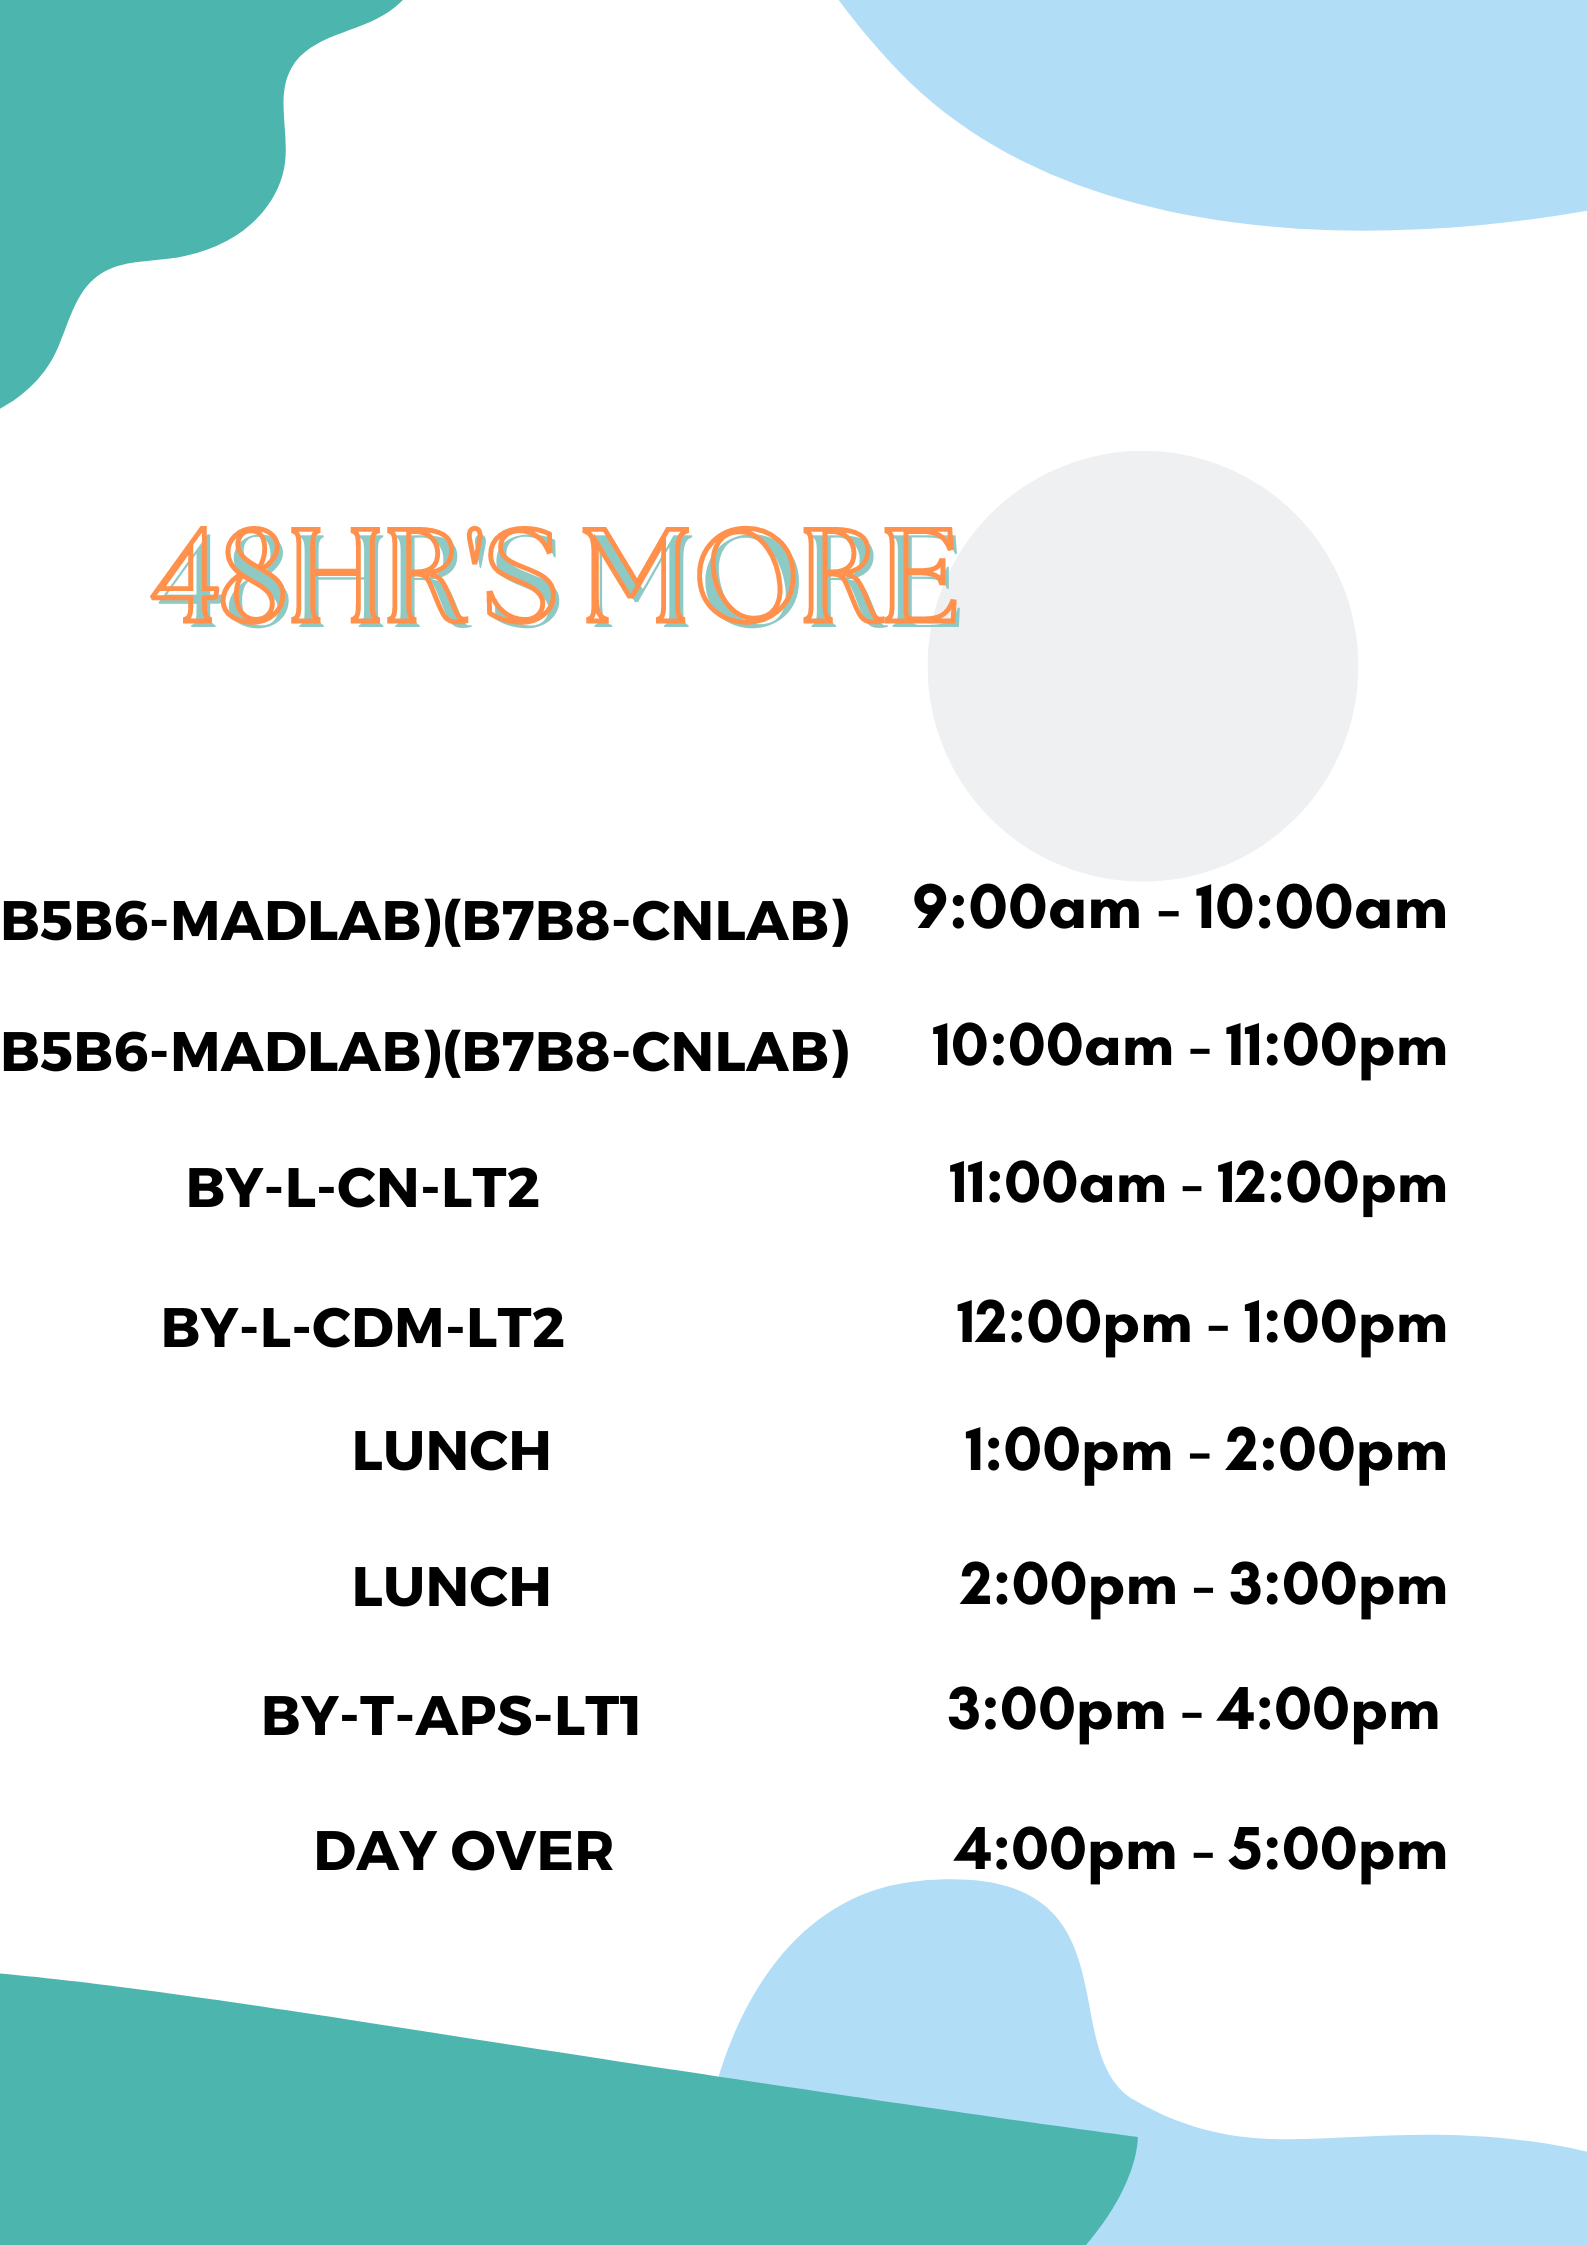 48HR'S MORE
B5B6-MADLAB)(B7B8-CNLAB) 9:00am - 10:00am
B5B6-MADLAB)(B7B8-CNLAB) 10:00am - 11:00pm
BY-L-CN-LT2 11:00am - 12:00pm
BY-L-CDM-LT2 12:00pm - 1:00pm
LUNCH 1:00pm - 2:00pm
LUNCH 2:00pm - 3:00pm
BY-T-APS-LT1 3:00pm - 4:00pm
DAY OVER 4:00pm - 5:00pm